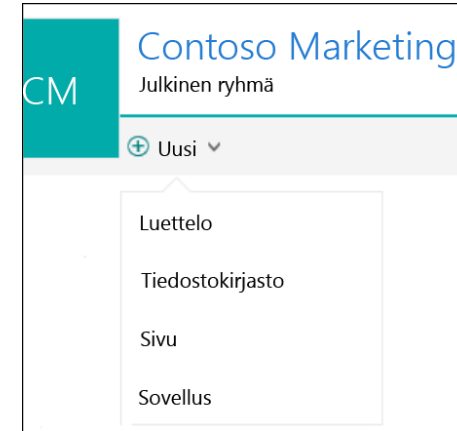 CM
Contoso Marketing
Julkinen ryhmä
Uusi
Luettelo
Tiedostokirjasto
Sivu
Sovellus